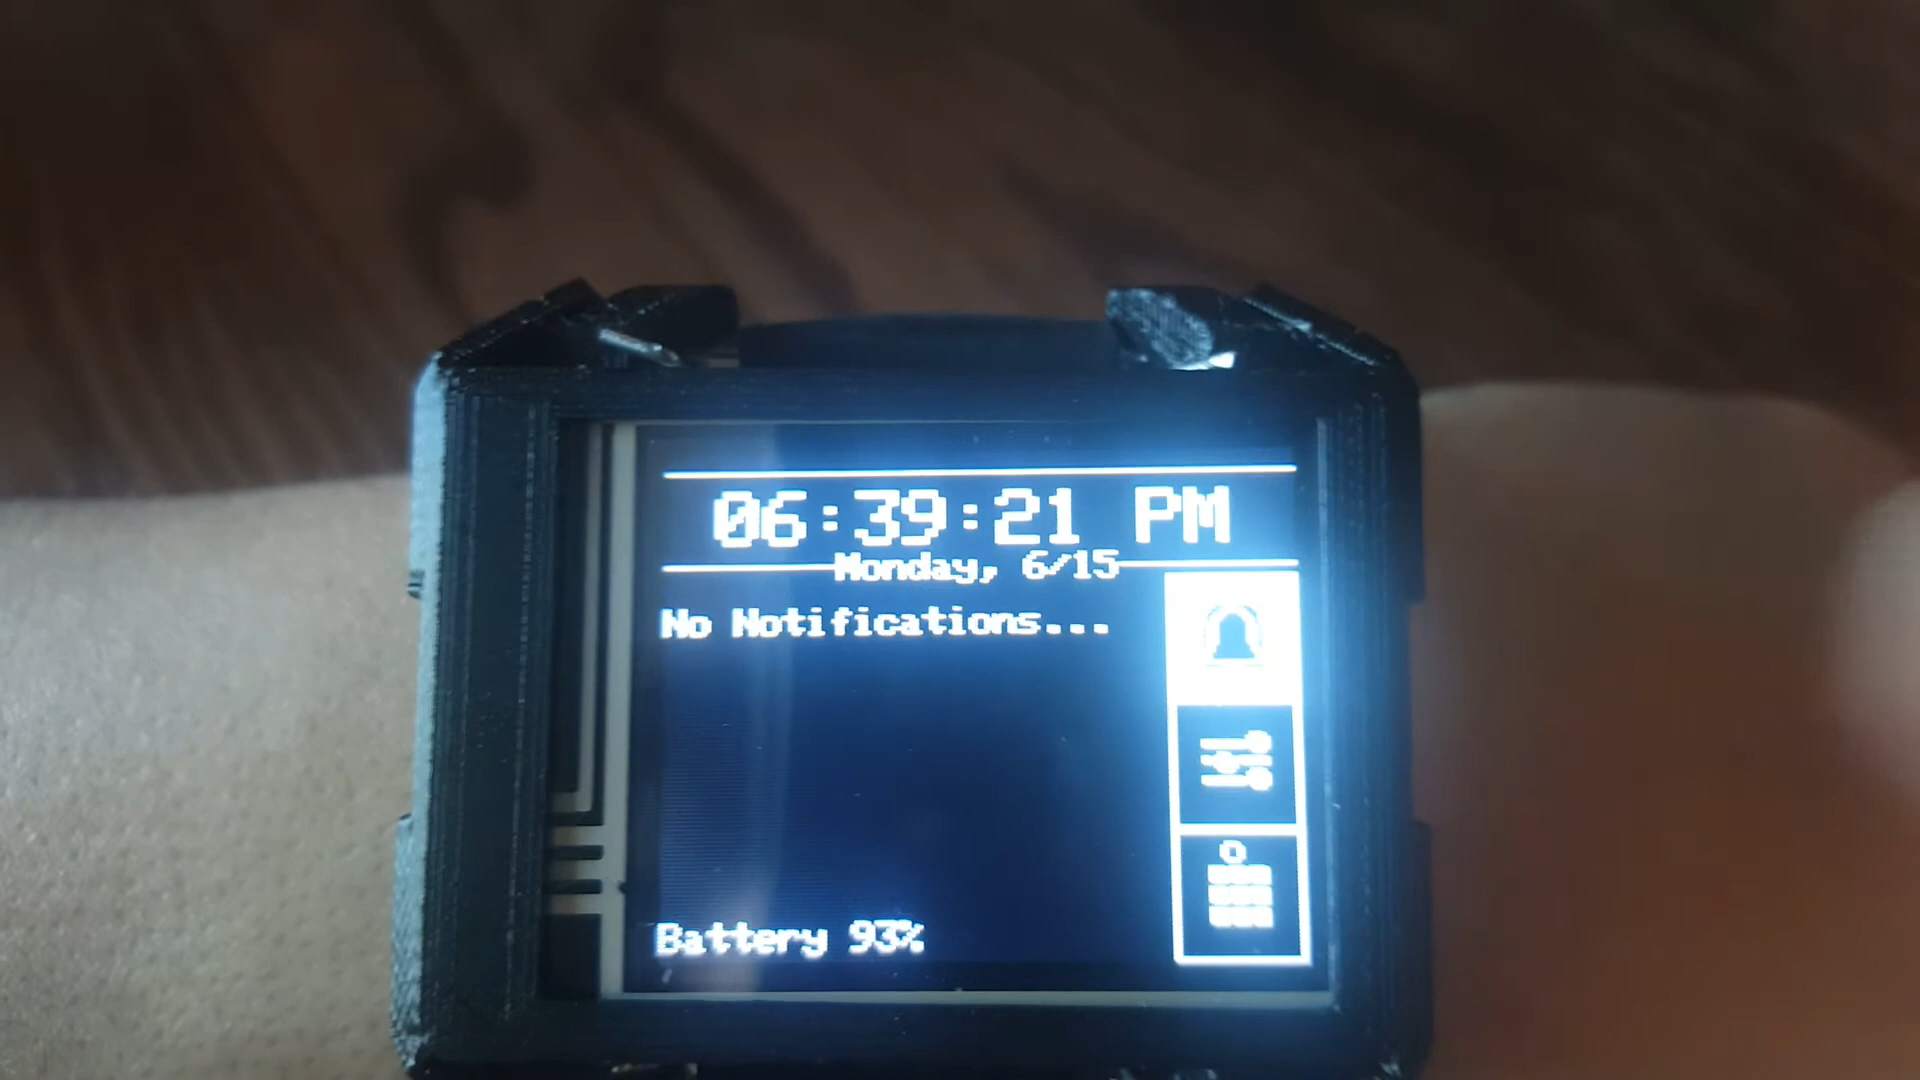 06:39:21 PM
Monday, 6/15
No Notifications...
Battery 93%